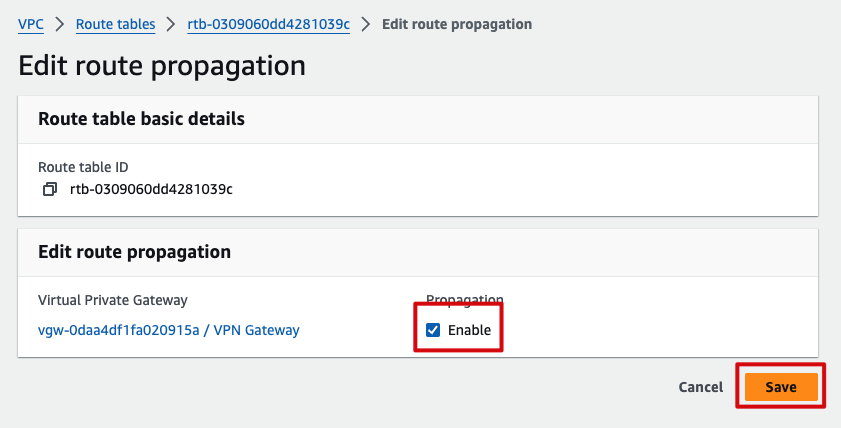 VPC > Route tables > rtb-0309060dd4281039c > Edit route propagation
Edit route propagation
Route table basic details
Route table ID
rtb-0309060dd4281039c
Edit route propagation
Virtual Private Gateway Propagation
vgw-0daa4df1fa020915a / VPN Gateway Enable
Cancel Save